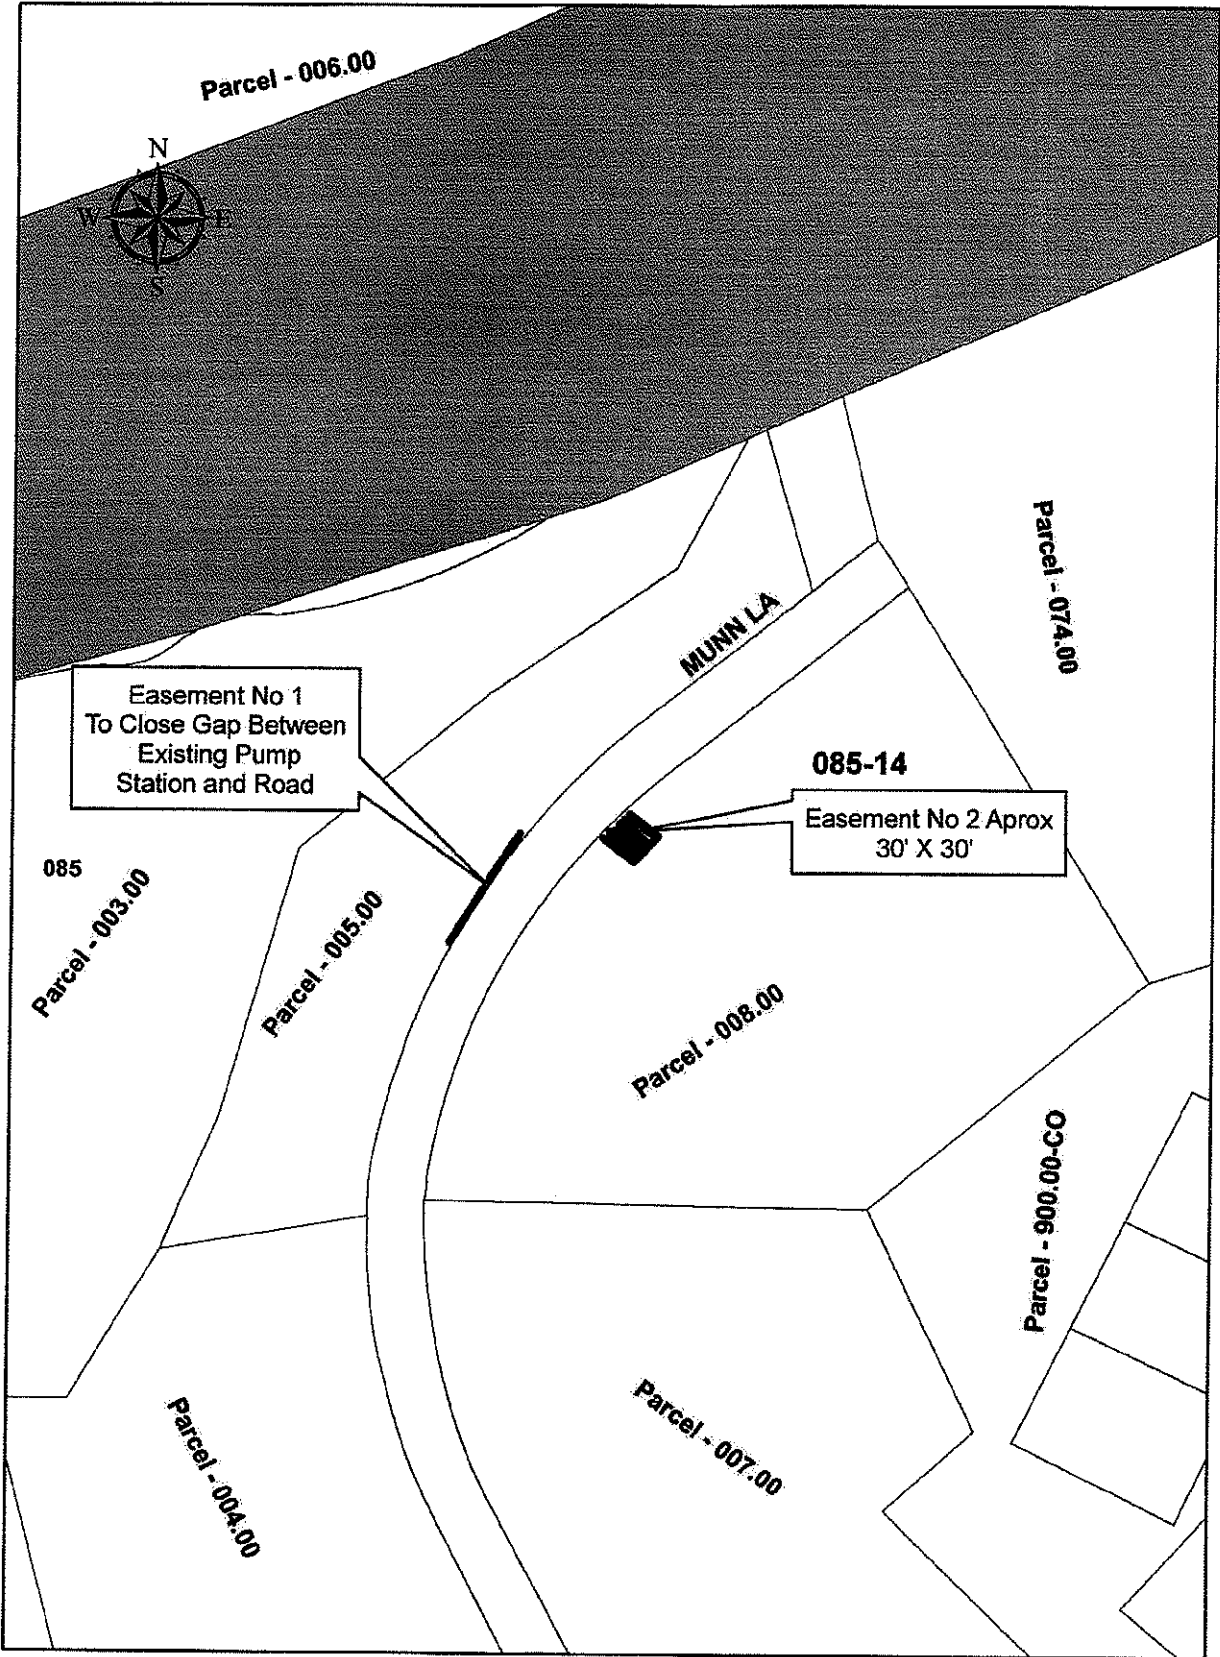 Parcel - 006.00
N
W
E
S
Parcel - 074.00
MUNN LA
Easement No 1
To Close Gap Between
Existing Pump
Station and Road
085-14
Easement No 2 Aprox
30' X 30'
085
Parcel - 003.00
Parcel - 005.00
Parcel - 008.00
Parcel - 900.00-CO
Parcel - 004.00
Parcel - 007.00